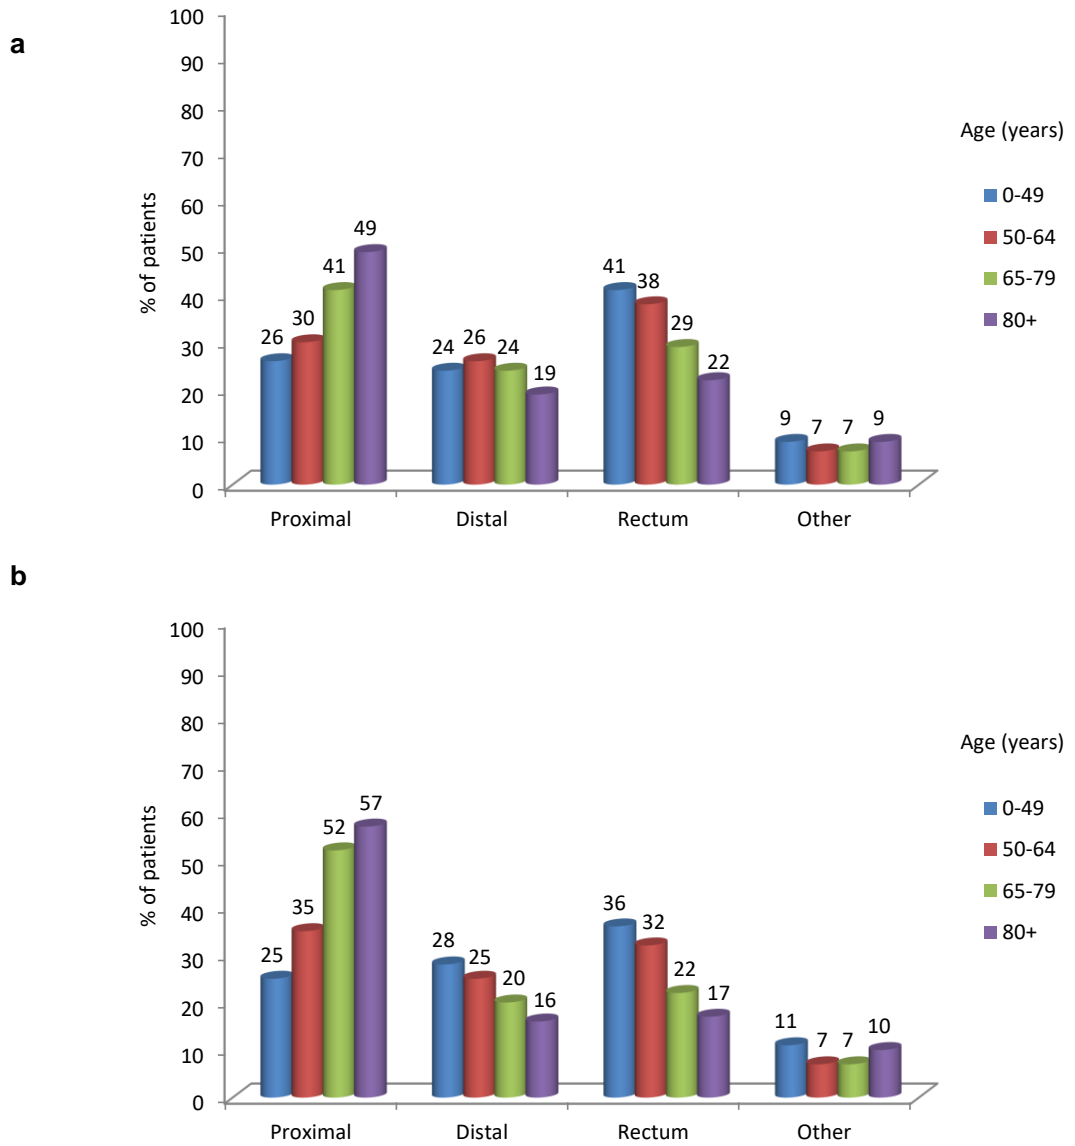 a
100
90
80
70
60
50
40
30
20
10
0
% of patients
26 30 41 49
24 26 24 19
41 38 29 22
9 7 7 9
Proximal Distal Rectum Other
Age (years)
0-49
50-64
65-79
80+
b
100
90
80
70
60
50
40
30
20
10
0
% of patients
25 35 52 57
28 25 20 16
36 32 22 17
11 7 7 10
Proximal Distal Rectum Other
Age (years)
0-49
50-64
65-79
80+